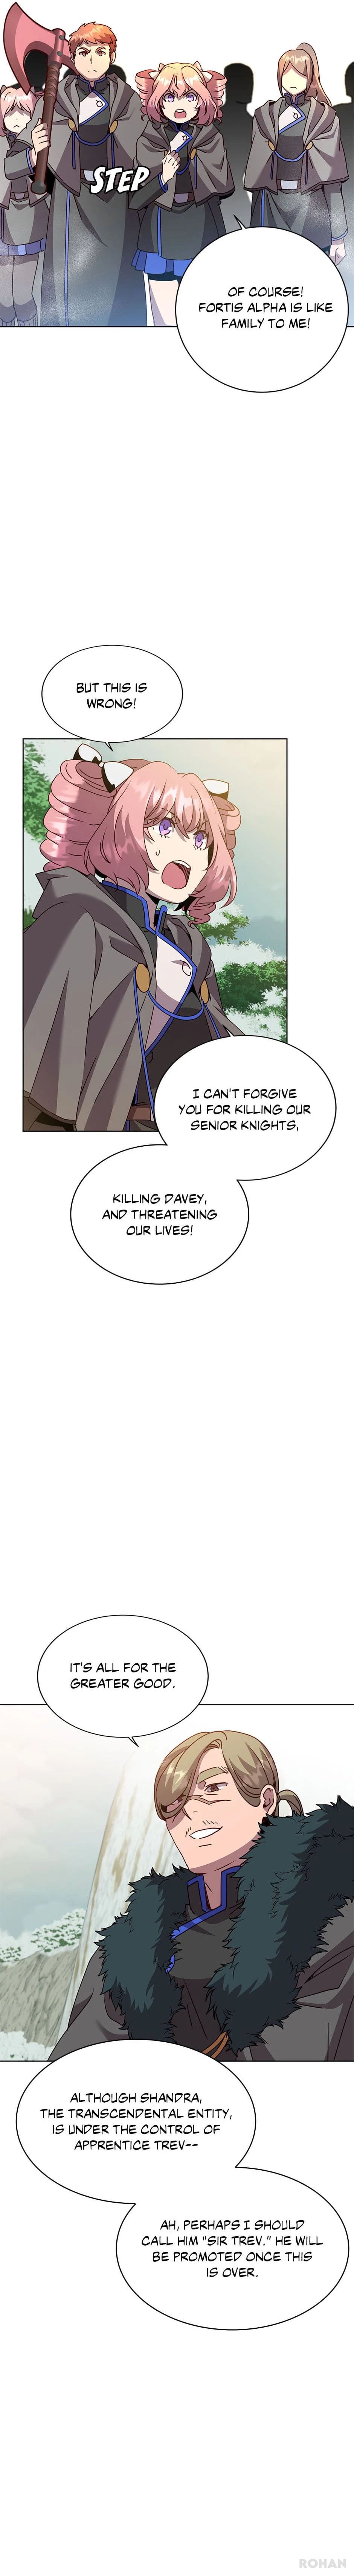 STEP
OF COURSE!
FORTIS ALPHA IS LIKE
FAMILY TO ME!
BUT THIS IS
WRONG!
I CAN'T FORGIVE
YOU FOR KILLING OUR
SENIOR KNIGHTS,
KILLING DAVEY,
AND THREATENING
OUR LIVES!
IT'S ALL FOR THE
GREATER GOOD.
ALTHOUGH SHANDRA,
THE TRANSCENDENTAL ENTITY,
IS UNDER THE CONTROL OF
APPRENTICE TREV--
AH, PERHAPS I SHOULD
CALL HIM "SIR TREV." HE WILL
BE PROMOTED ONCE THIS
IS OVER.
ROHAN